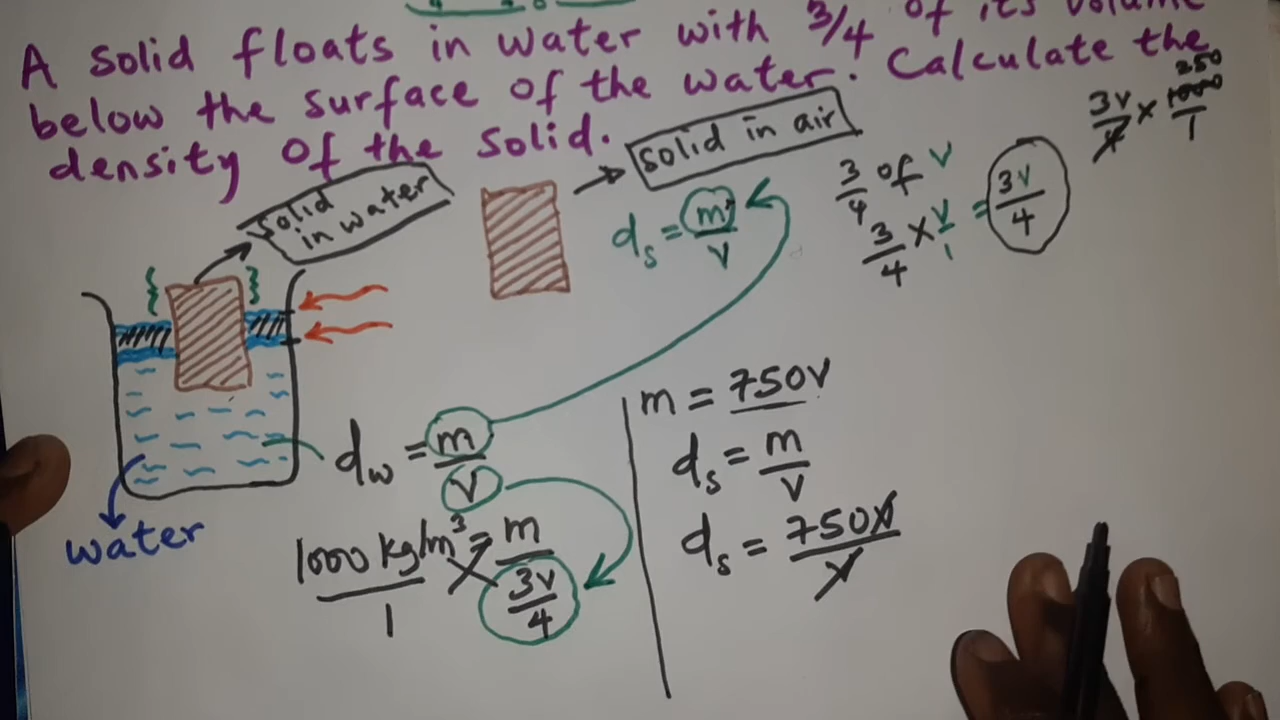 A solid floats in water with 3/4 of its volume
below the surface of the water. Calculate the
density of the solid.
solid in air
solid in water
ds = m/V
3/4 of V
3/4 × V/1 = 3V/4
3V/4 × 1000/1
250
water
dw = m/V
1000 kg/m³ = m
1
3V/4
m = 750V
ds = m/V
ds = 750V/V